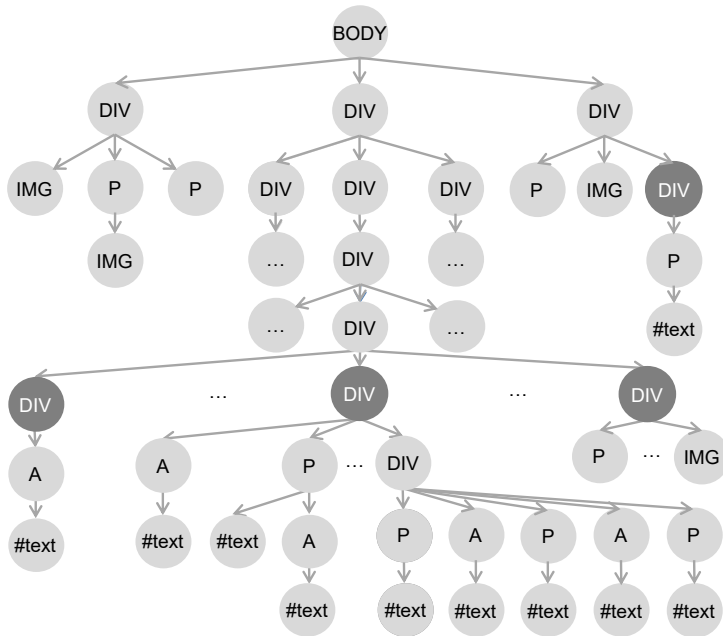 BODY
DIV DIV DIV
IMG P P DIV DIV DIV P IMG DIV
IMG … DIV … P
… DIV … #text
DIV … DIV … DIV
A A P … DIV P … IMG
#text #text #text A P A P A P
#text #text #text #text #text #text